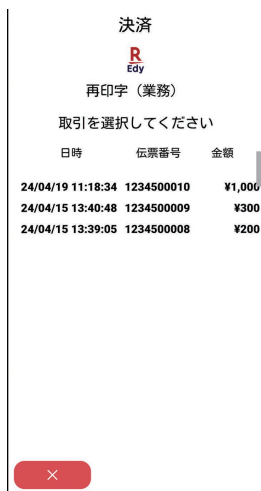 決済
R
Edy
再印字（業務）
取引を選択してください
日時 伝票番号 金額
24/04/19 11:18:34 1234500010 ¥1,000
24/04/15 13:40:48 1234500009 ¥300
24/04/15 13:39:05 1234500008 ¥200